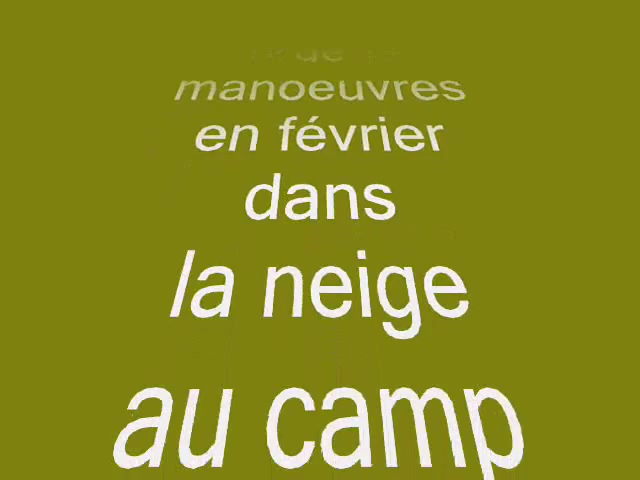 manoeuvres
en février
dans
la neige
au camp